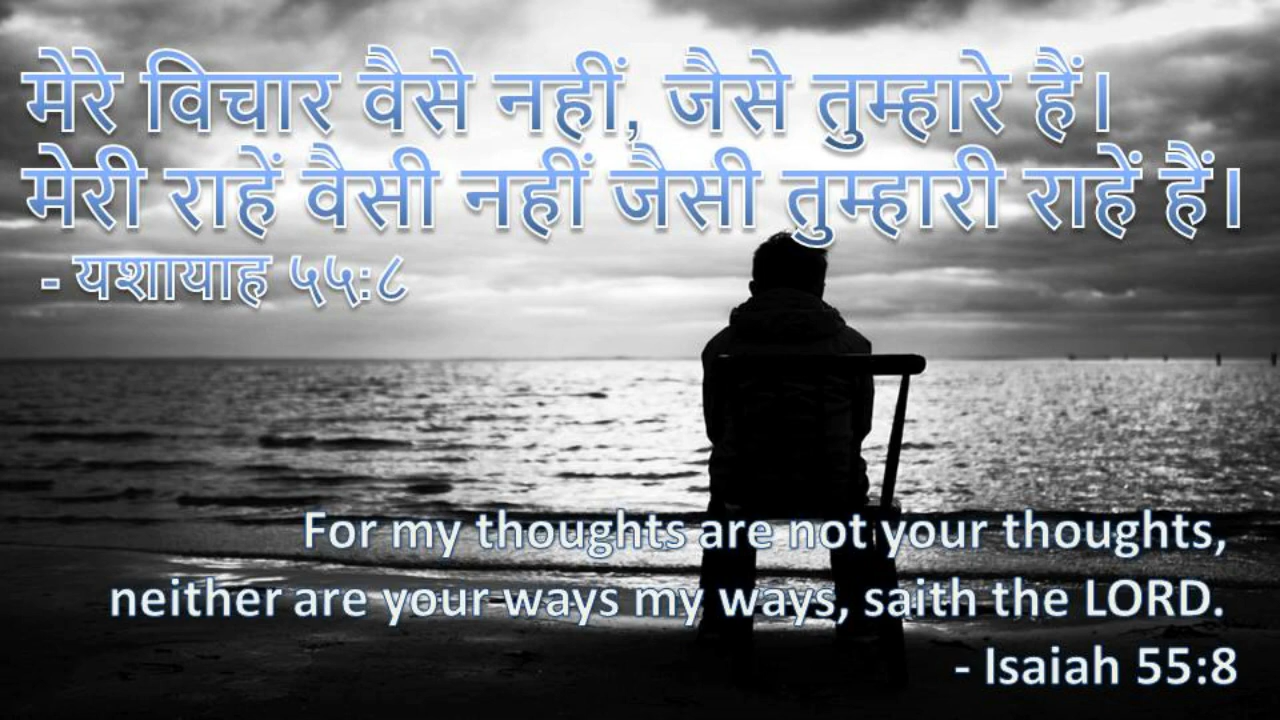 मेरे विचार वैसे नहीं, जैसे तुम्हारे हैं।
मेरी राहें वैसी नहीं जैसी तुम्हारी राहें हैं।
- यशायाह ५५:८
For my thoughts are not your thoughts,
neither are your ways my ways, saith the LORD.
- Isaiah 55:8